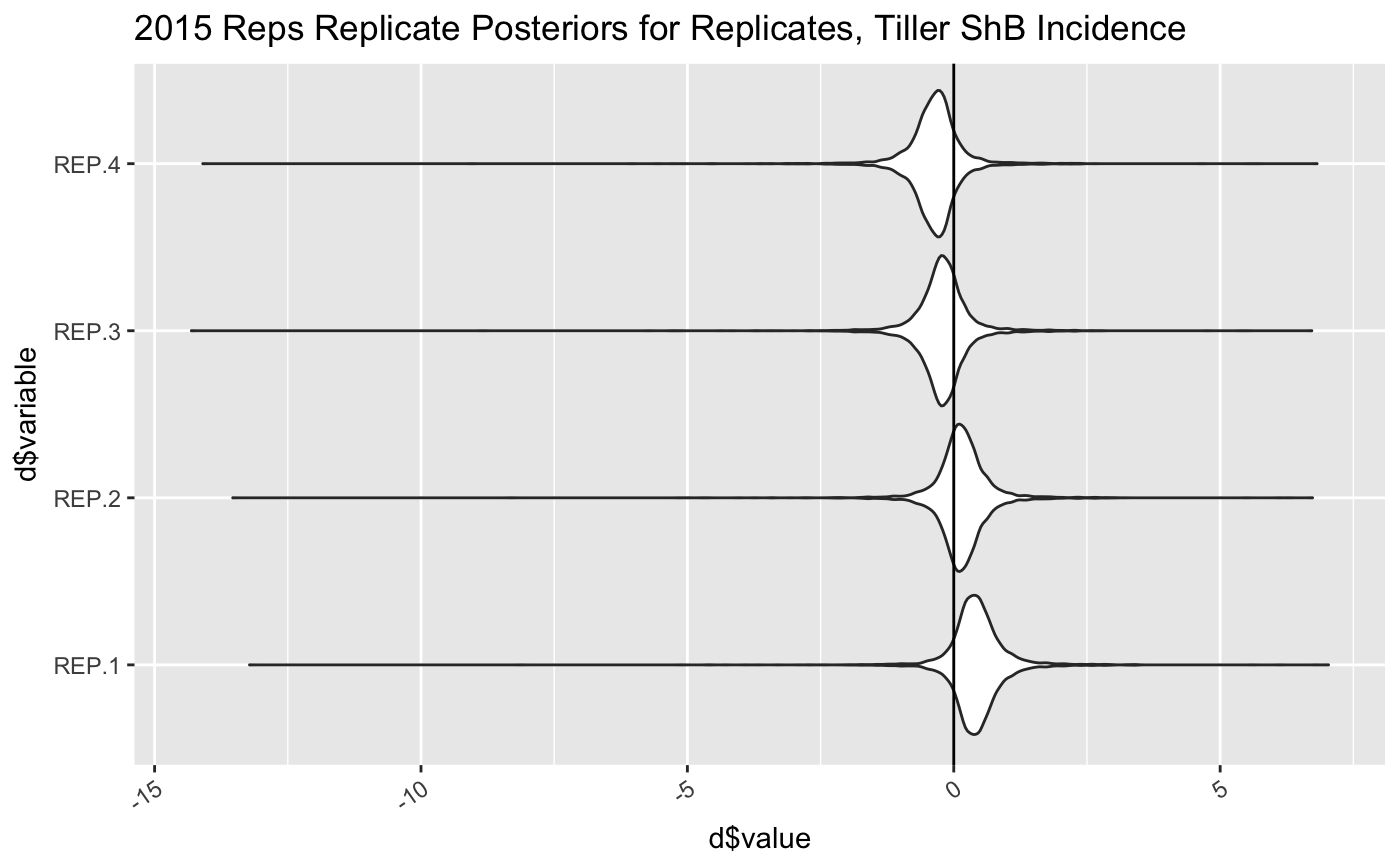 2015 Reps Replicate Posteriors for Replicates, Tiller ShB Incidence
d$variable
REP.4
REP.3
REP.2
REP.1
-15
-10
-5
0
5
d$value